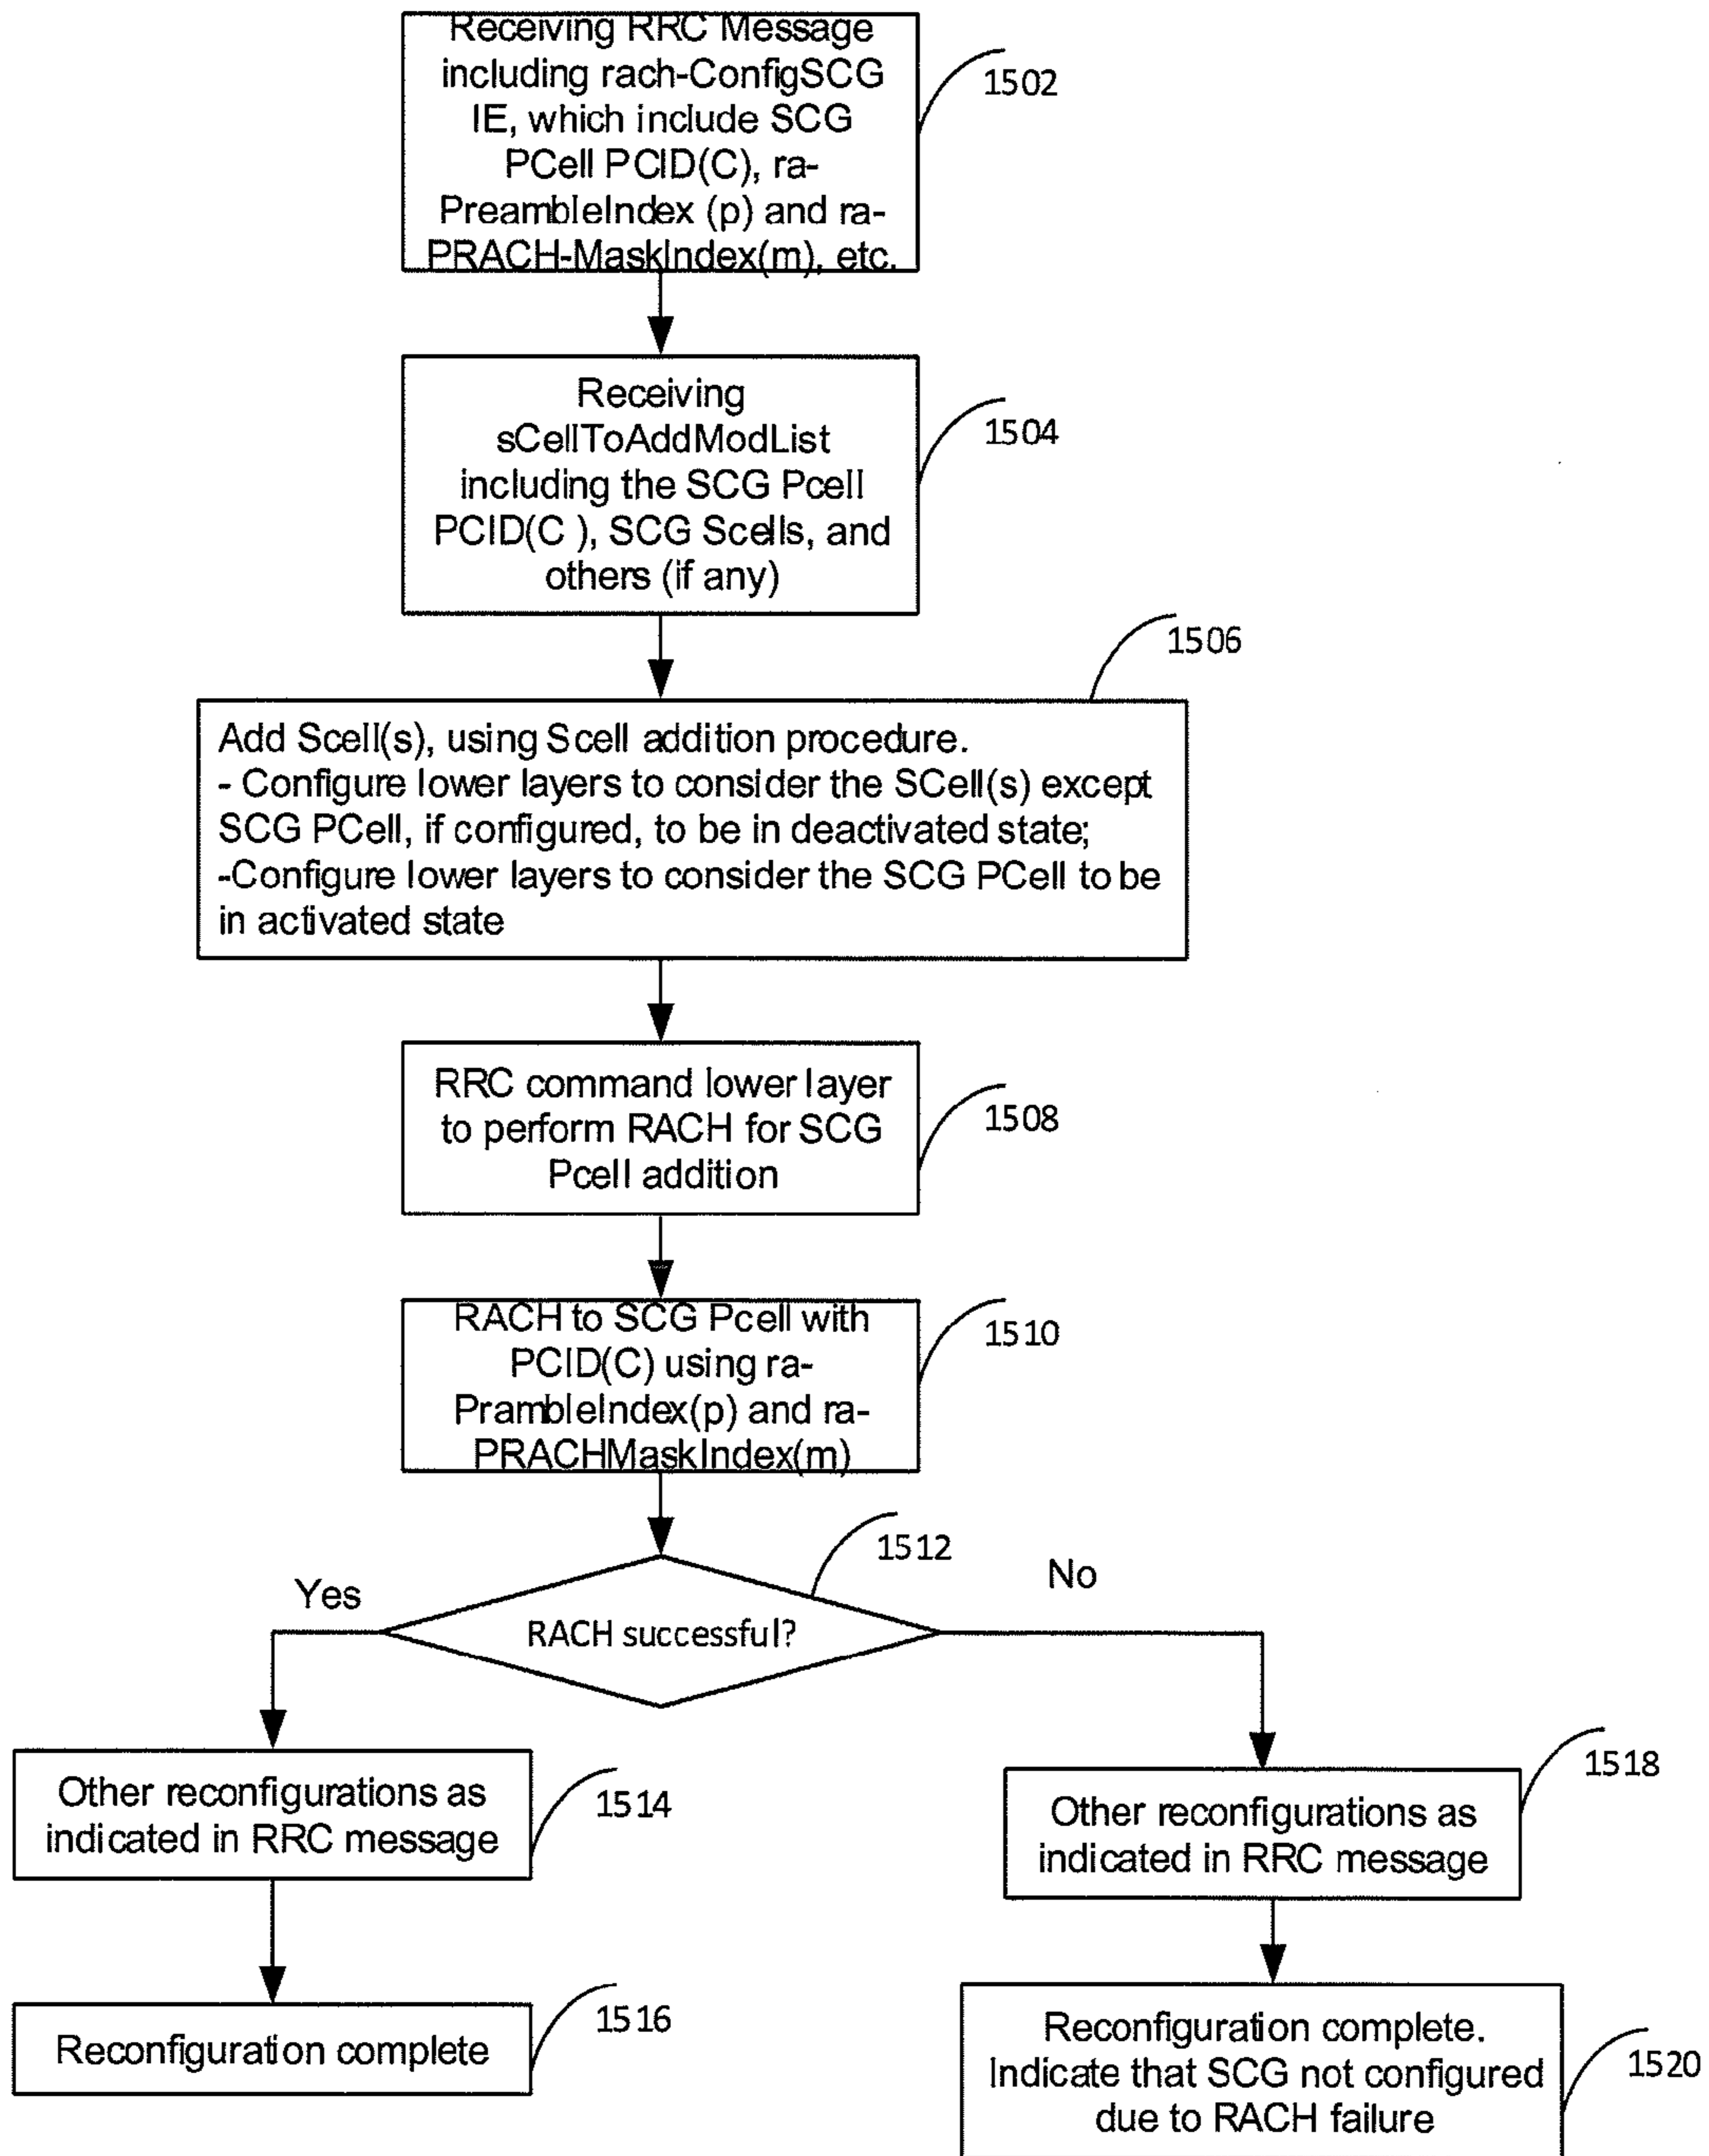 Receiving RRC Message
including rach-ConfigSCG
IE, which include SCG
PCell PCID(C), ra-
PreambleIndex (p) and ra-
PRACH-MaskIndex(m), etc.
1502
Receiving
sCellToAddModList
including the SCG Pcell
PCID(C ), SCG Scells, and
others (if any)
1504
1506
Add Scell(s), using Scell addition procedure.
- Configure lower layers to consider the SCell(s) except
SCG PCell, if configured, to be in deactivated state;
-Configure lower layers to consider the SCG PCell to be
in activated state
RRC command lower layer
to perform RACH for SCG
Pcell addition
1508
RACH to SCG Pcell with
PCID(C) using ra-
PrambleIndex(p) and ra-
PRACHMaskIndex(m)
1510
1512
Yes
No
RACH successful?
Other reconfigurations as
indicated in RRC message
1514
Other reconfigurations as
indicated in RRC message
1518
Reconfiguration complete
1516
Reconfiguration complete.
Indicate that SCG not configured
due to RACH failure
1520